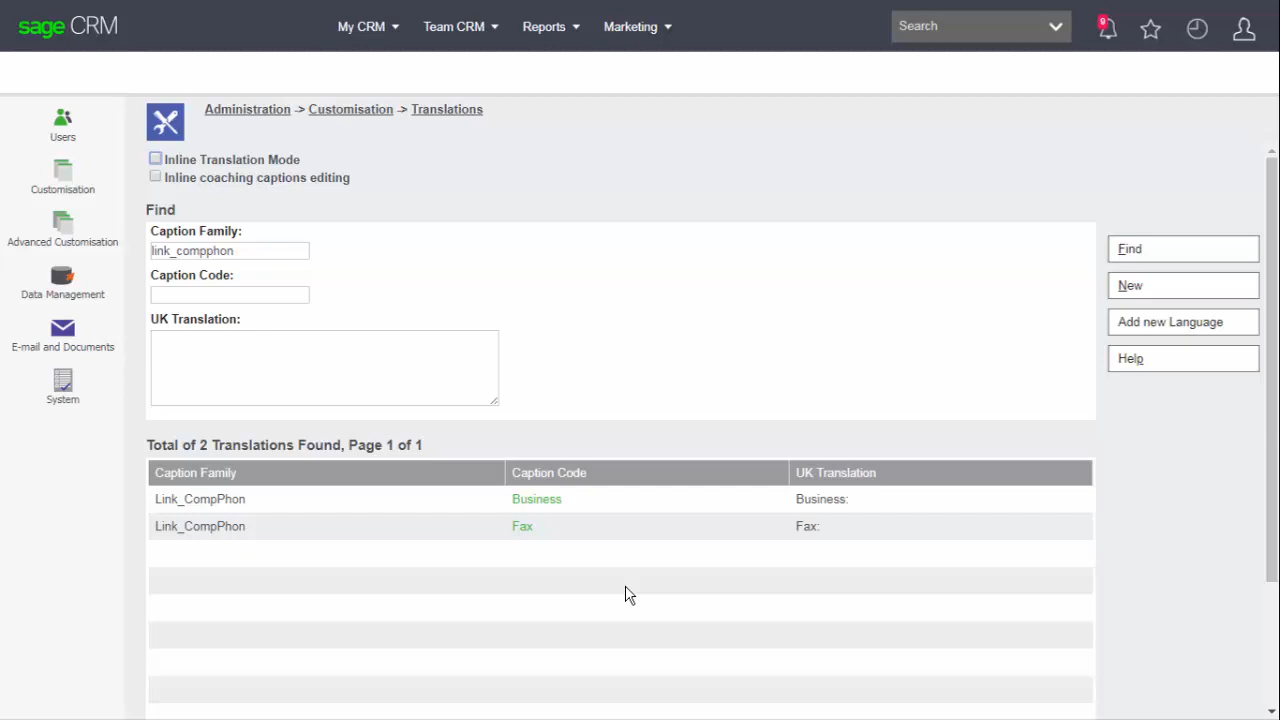 sage CRM
My CRM
Team CRM
Reports
Marketing
Search
9
Users
Customisation
Advanced Customisation
Data Management
E-mail and Documents
System
Administration -> Customisation -> Translations
Inline Translation Mode
Inline coaching captions editing
Find
Caption Family:
link_compphon
Caption Code:
UK Translation:
Find
New
Add new Language
Help
Total of 2 Translations Found, Page 1 of 1
Caption Family Caption Code UK Translation
Link_CompPhon Business Business:
Link_CompPhon Fax Fax: